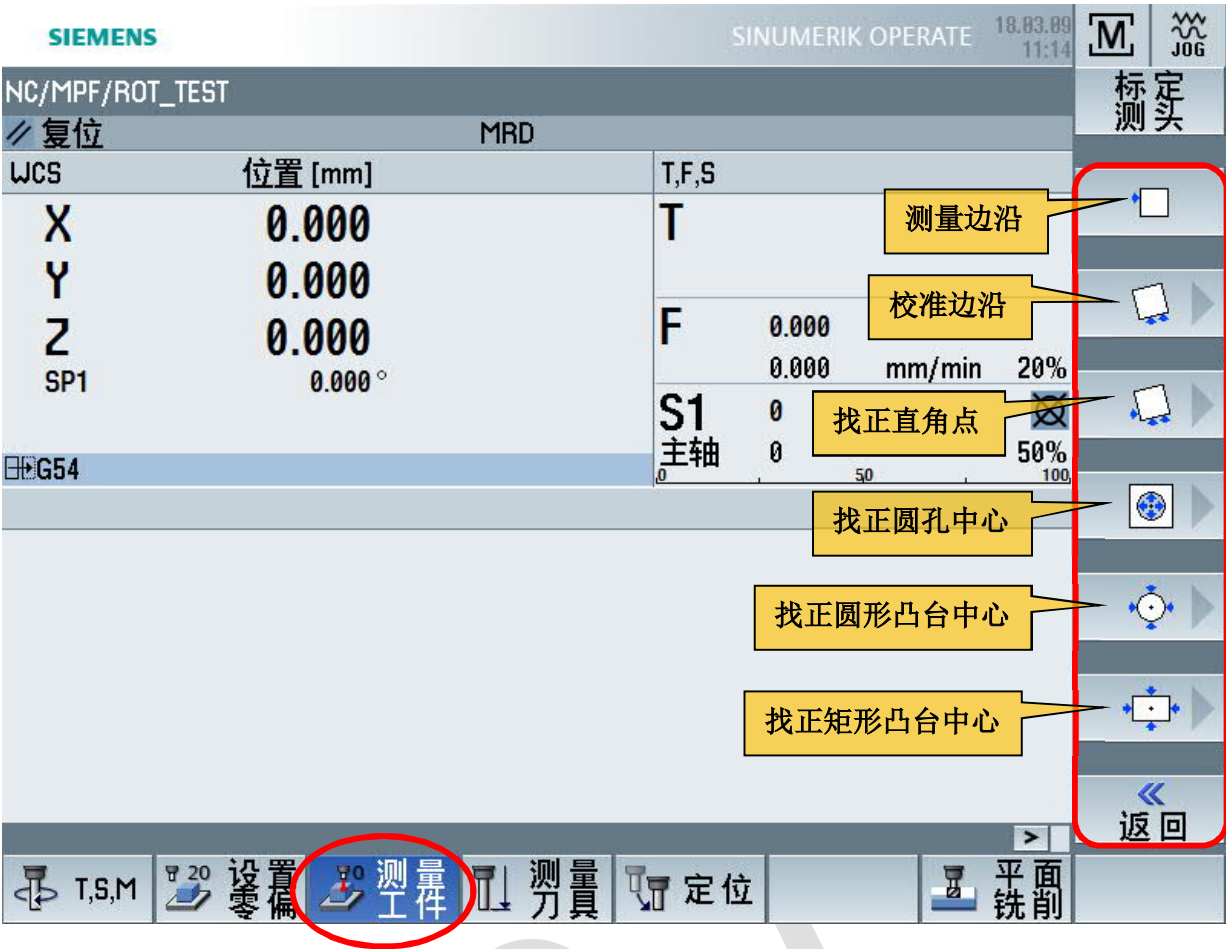 SIEMENS
SINUMERIK OPERATE
18.03.09
11:14
M
JOG
NC/MPF/ROT_TEST
标定
测头
复位
MRD
WCS
位置 [mm]
T,F,S
X
0.000
T
测量边沿
Y
0.000
校准边沿
Z
0.000
F
0.000
0.000
mm/min
20%
SP1
0.000°
S1
0
找正直角点
主轴
0
50%
G54
0
50
100
找正圆孔中心
找正圆形凸台中心
找正矩形凸台中心
«
返回
>
T,S,M
20
设置
零偏
0
测量
工件
测量
刀具
定位
平面
铣削